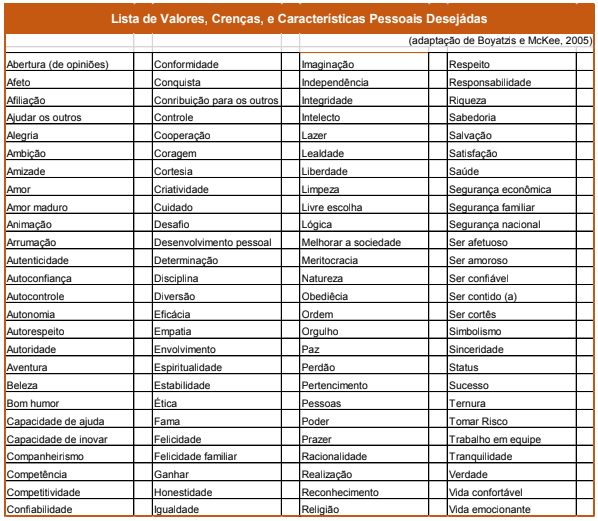 Lista de Valores, Crenças, e Características Pessoais Desejádas
(adaptação de Boyatzis e McKee, 2005)
Abertura (de opiniões) Conformidade Imaginação Respeito
Afeto Conquista Independência Responsabilidade
Afiliação Conribuição para os outros Integridade Riqueza
Ajudar os outros Controle Intelecto Sabedoria
Alegria Cooperação Lazer Salvação
Ambição Coragem Lealdade Satisfação
Amizade Cortesia Liberdade Saúde
Amor Criatividade Limpeza Segurança econômica
Amor maduro Cuidado Livre escolha Segurança familiar
Animação Desafio Lógica Segurança nacional
Arrumação Desenvolvimento pessoal Melhorar a sociedade Ser afetuoso
Autenticidade Determinação Meritocracia Ser amoroso
Autoconfiança Disciplina Natureza Ser confiável
Autocontrole Diversão Obediêcia Ser contido (a)
Autonomia Eficácia Ordem Ser cortês
Autorespeito Empatia Orgulho Simbolismo
Autoridade Envolvimento Paz Sinceridade
Aventura Espiritualidade Perdão Status
Beleza Estabilidade Pertencimento Sucesso
Bom humor Ética Pessoas Ternura
Capacidade de ajuda Fama Poder Tomar Risco
Capacidade de inovar Felicidade Prazer Trabalho em equipe
Companheirismo Felicidade familiar Racionalidade Tranquilidade
Competência Ganhar Realização Verdade
Competitividade Honestidade Reconhecimento Vida confortável
Confiabilidade Igualdade Religião Vida emocionante